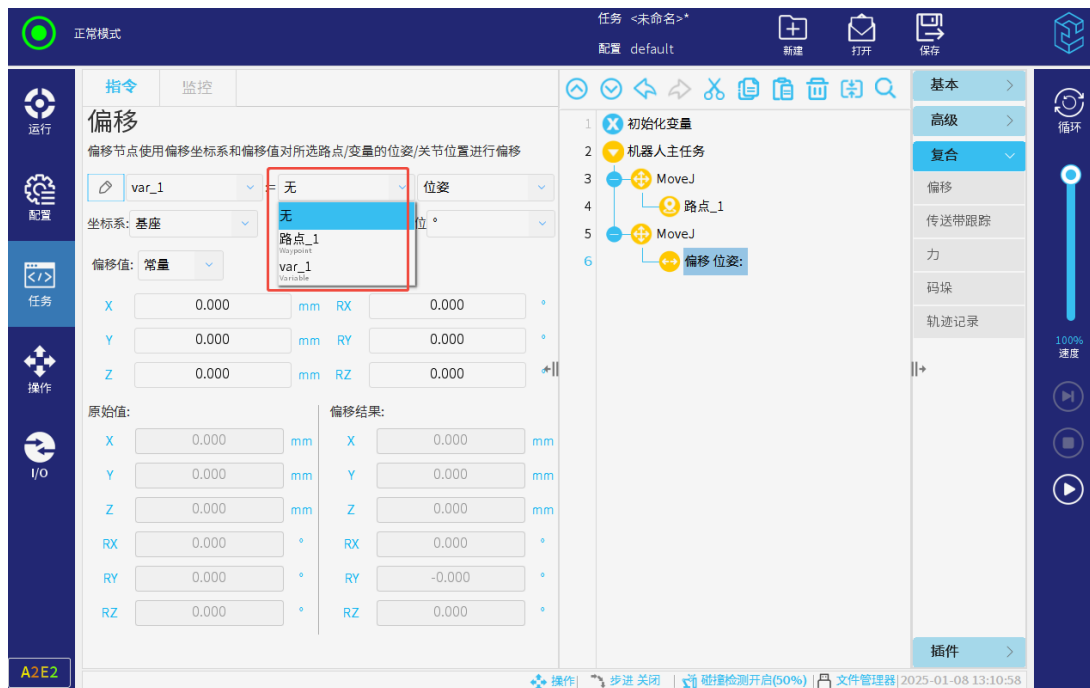 正常模式
任务 <未命名>*
配置 default
新建
打开
保存
运行
配置
任务
操作
I/O
A2E2
指令 监控
偏移
偏移节点使用偏移坐标系和偏移值对所选路点/变量的位姿/关节位置进行偏移
var_1 = 无 位姿
无
路点_1
Waypoint
var_1
Variable
坐标系: 基座 位 °
偏移值: 常量
X 0.000 mm RX 0.000 °
Y 0.000 mm RY 0.000 °
Z 0.000 mm RZ 0.000 °
原始值: 偏移结果:
X 0.000 mm X 0.000 mm
Y 0.000 mm Y 0.000 mm
Z 0.000 mm Z 0.000 mm
RX 0.000 ° RX 0.000 °
RY 0.000 ° RY -0.000 °
RZ 0.000 ° RZ 0.000 °
1 初始化变量
2 机器人主任务
3 MoveJ
4 路点_1
5 MoveJ
6 偏移 位姿:
基本
高级
复合
偏移
传送带跟踪
力
码垛
轨迹记录
插件
循环
100%
速度
操作 步进 关闭 碰撞检测开启(50%) 文件管理器 2025-01-08 13:10:58